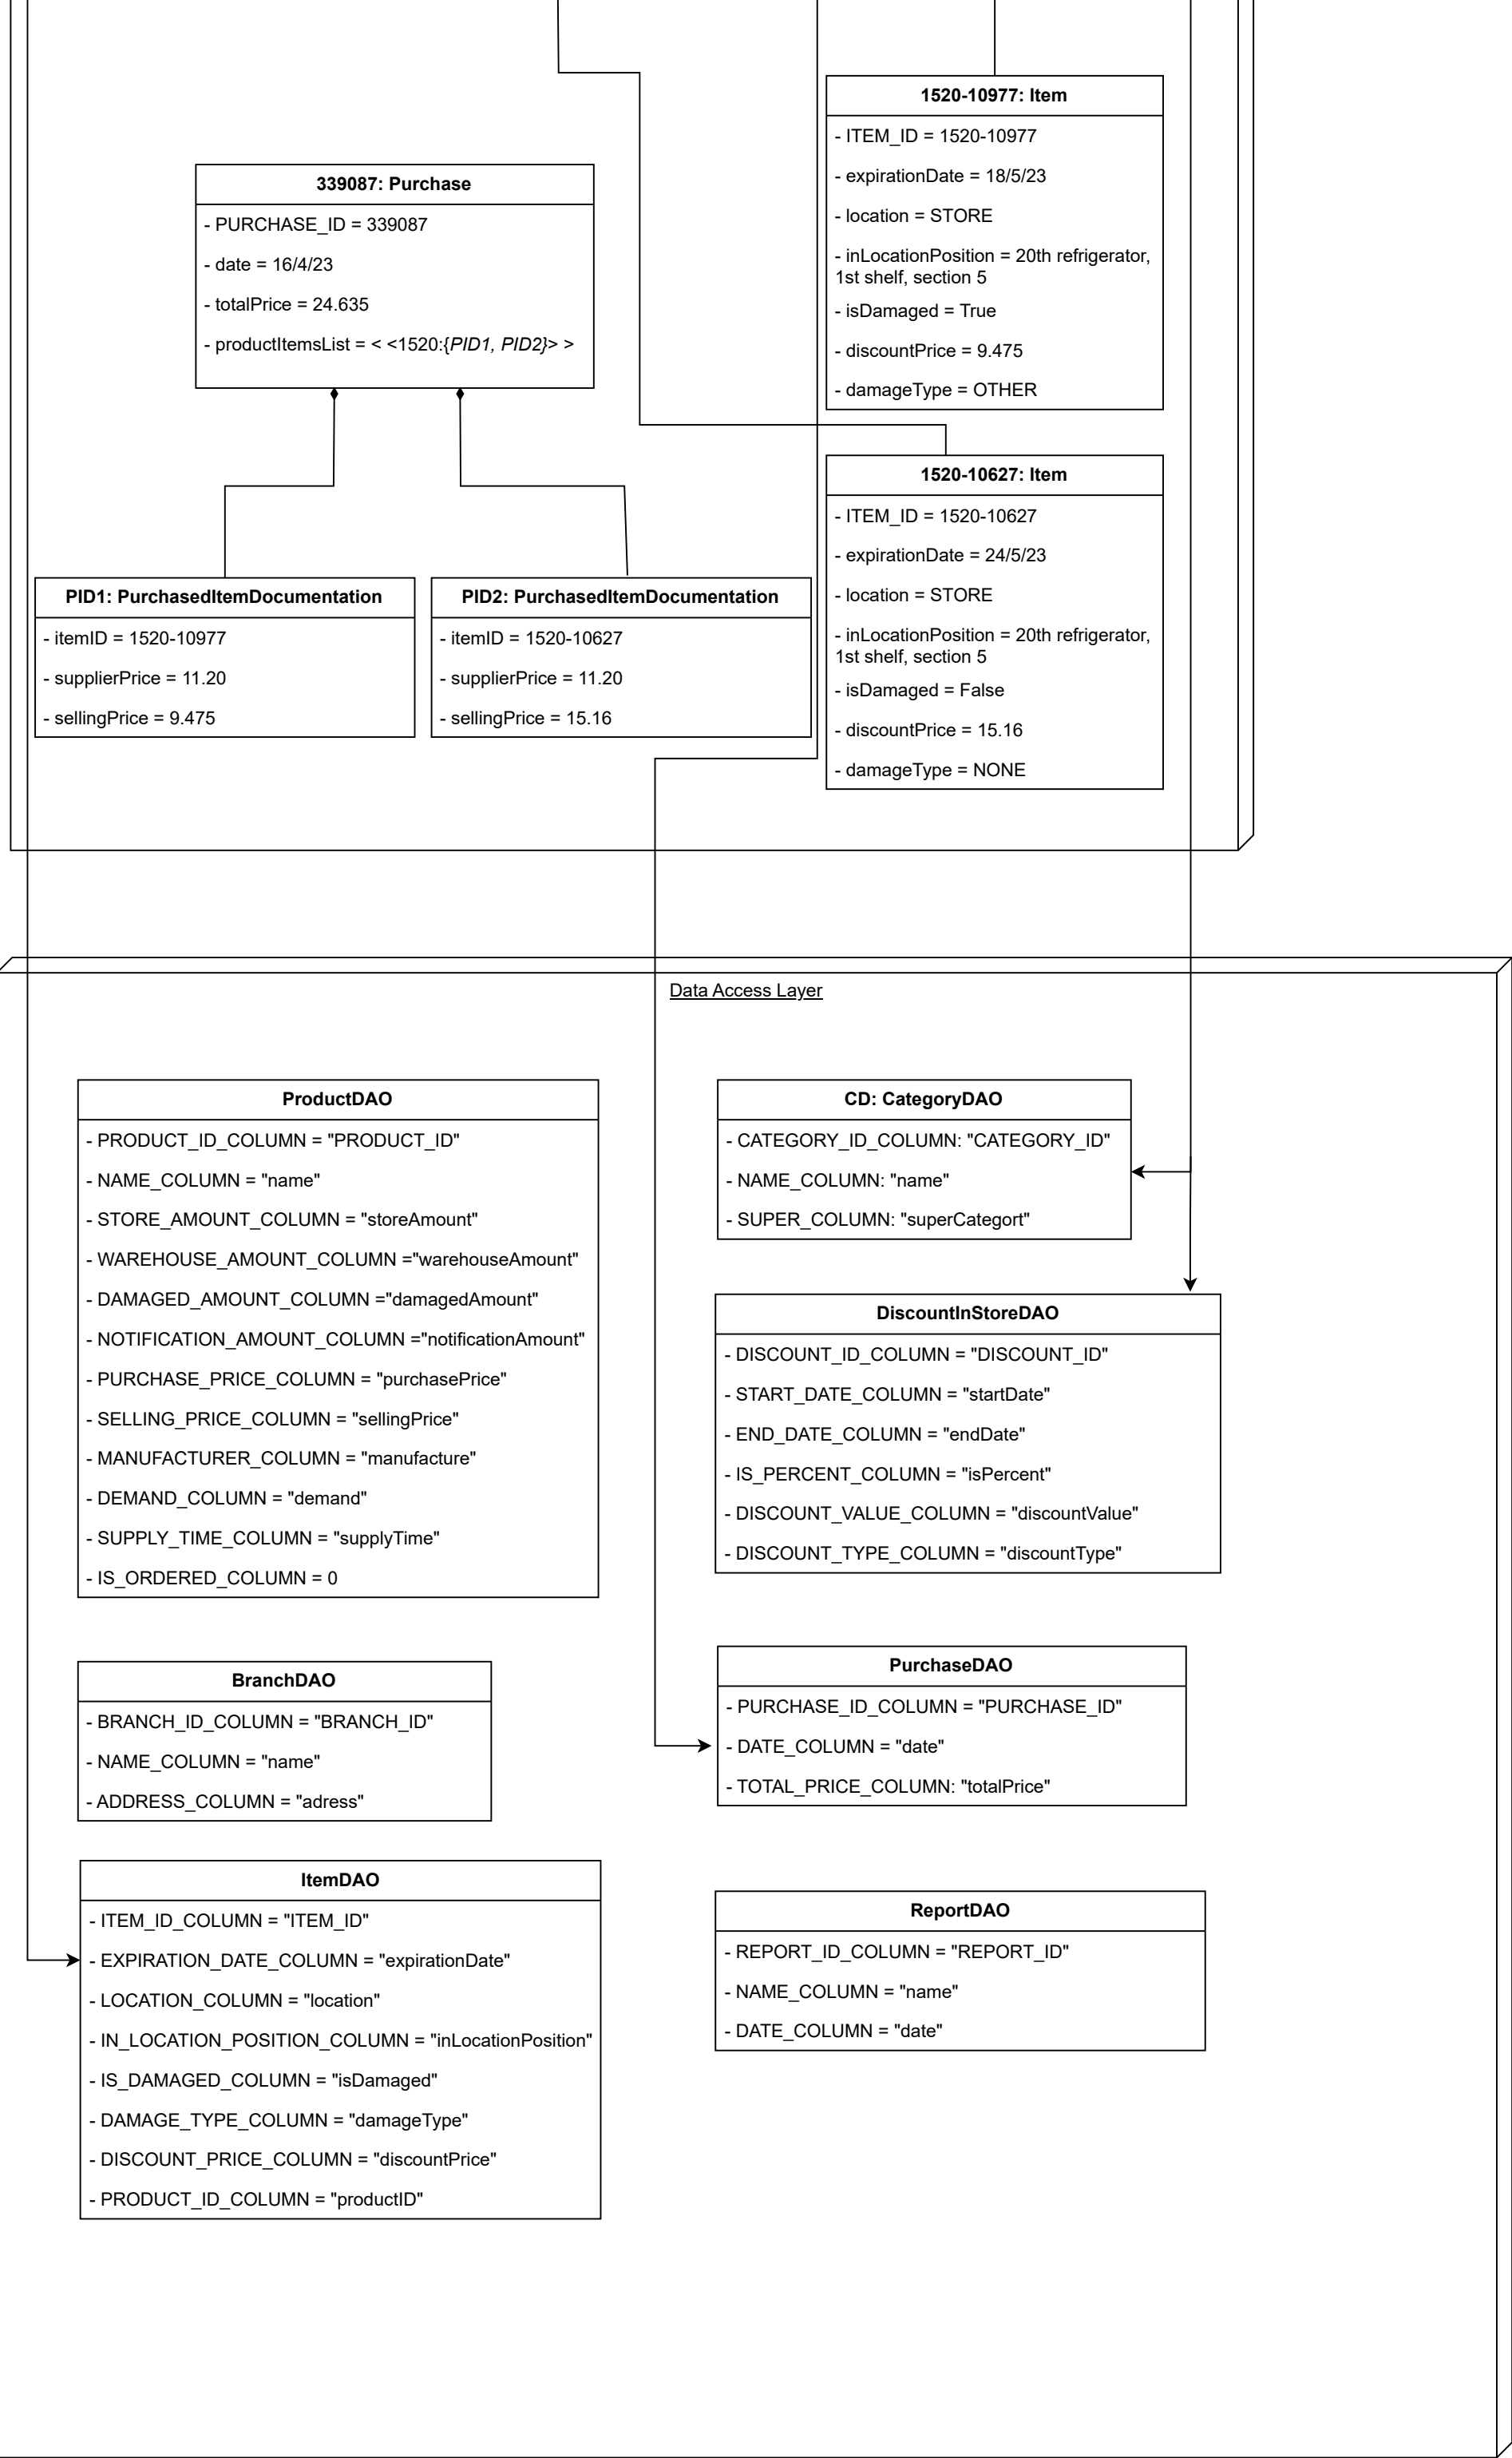 1520-10977: Item
- ITEM_ID = 1520-10977
- expirationDate = 18/5/23
- location = STORE
- inLocationPosition = 20th refrigerator,
1st shelf, section 5
- isDamaged = True
- discountPrice = 9.475
- damageType = OTHER
339087: Purchase
- PURCHASE_ID = 339087
- date = 16/4/23
- totalPrice = 24.635
- productItemsList = < <1520:{PID1, PID2}> >
1520-10627: Item
- ITEM_ID = 1520-10627
- expirationDate = 24/5/23
- location = STORE
- inLocationPosition = 20th refrigerator,
1st shelf, section 5
- isDamaged = False
- discountPrice = 15.16
- damageType = NONE
PID1: PurchasedItemDocumentation
- itemID = 1520-10977
- supplierPrice = 11.20
- sellingPrice = 9.475
PID2: PurchasedItemDocumentation
- itemID = 1520-10627
- supplierPrice = 11.20
- sellingPrice = 15.16
Data Access Layer
ProductDAO
- PRODUCT_ID_COLUMN = "PRODUCT_ID"
- NAME_COLUMN = "name"
- STORE_AMOUNT_COLUMN = "storeAmount"
- WAREHOUSE_AMOUNT_COLUMN ="warehouseAmount"
- DAMAGED_AMOUNT_COLUMN ="damagedAmount"
- NOTIFICATION_AMOUNT_COLUMN ="notificationAmount"
- PURCHASE_PRICE_COLUMN = "purchasePrice"
- SELLING_PRICE_COLUMN = "sellingPrice"
- MANUFACTURER_COLUMN = "manufacture"
- DEMAND_COLUMN = "demand"
- SUPPLY_TIME_COLUMN = "supplyTime"
- IS_ORDERED_COLUMN = 0
CD: CategoryDAO
- CATEGORY_ID_COLUMN: "CATEGORY_ID"
- NAME_COLUMN: "name"
- SUPER_COLUMN: "superCategort"
DiscountInStoreDAO
- DISCOUNT_ID_COLUMN = "DISCOUNT_ID"
- START_DATE_COLUMN = "startDate"
- END_DATE_COLUMN = "endDate"
- IS_PERCENT_COLUMN = "isPercent"
- DISCOUNT_VALUE_COLUMN = "discountValue"
- DISCOUNT_TYPE_COLUMN = "discountType"
BranchDAO
- BRANCH_ID_COLUMN = "BRANCH_ID"
- NAME_COLUMN = "name"
- ADDRESS_COLUMN = "adress"
PurchaseDAO
- PURCHASE_ID_COLUMN = "PURCHASE_ID"
- DATE_COLUMN = "date"
- TOTAL_PRICE_COLUMN: "totalPrice"
ItemDAO
- ITEM_ID_COLUMN = "ITEM_ID"
- EXPIRATION_DATE_COLUMN = "expirationDate"
- LOCATION_COLUMN = "location"
- IN_LOCATION_POSITION_COLUMN = "inLocationPosition"
- IS_DAMAGED_COLUMN = "isDamaged"
- DAMAGE_TYPE_COLUMN = "damageType"
- DISCOUNT_PRICE_COLUMN = "discountPrice"
- PRODUCT_ID_COLUMN = "productID"
ReportDAO
- REPORT_ID_COLUMN = "REPORT_ID"
- NAME_COLUMN = "name"
- DATE_COLUMN = "date"